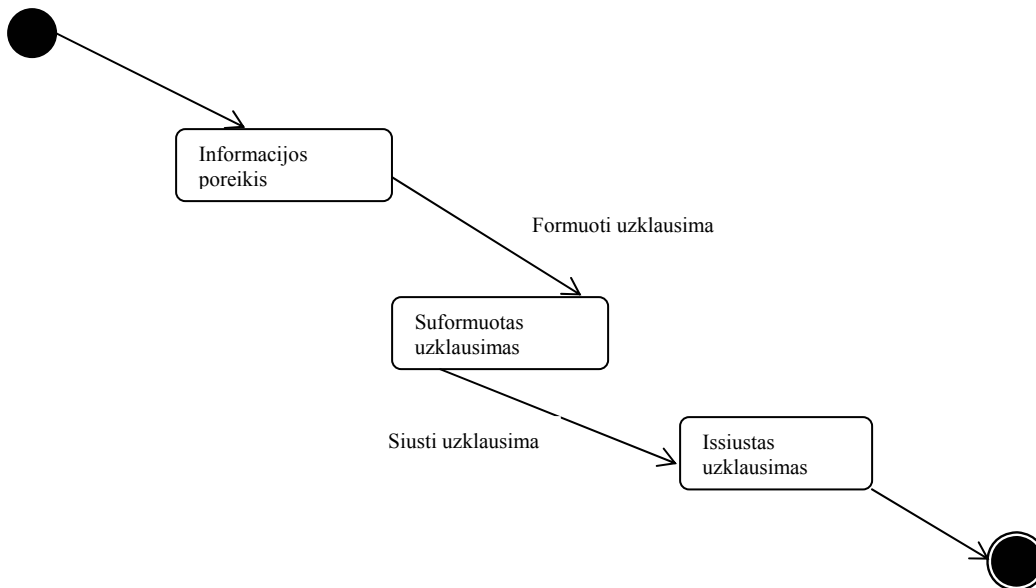 Informacijos
poreikis
Formuoti uzklausima
Suformuotas
uzklausimas
Siusti uzklausima
Issiustas
uzklausimas